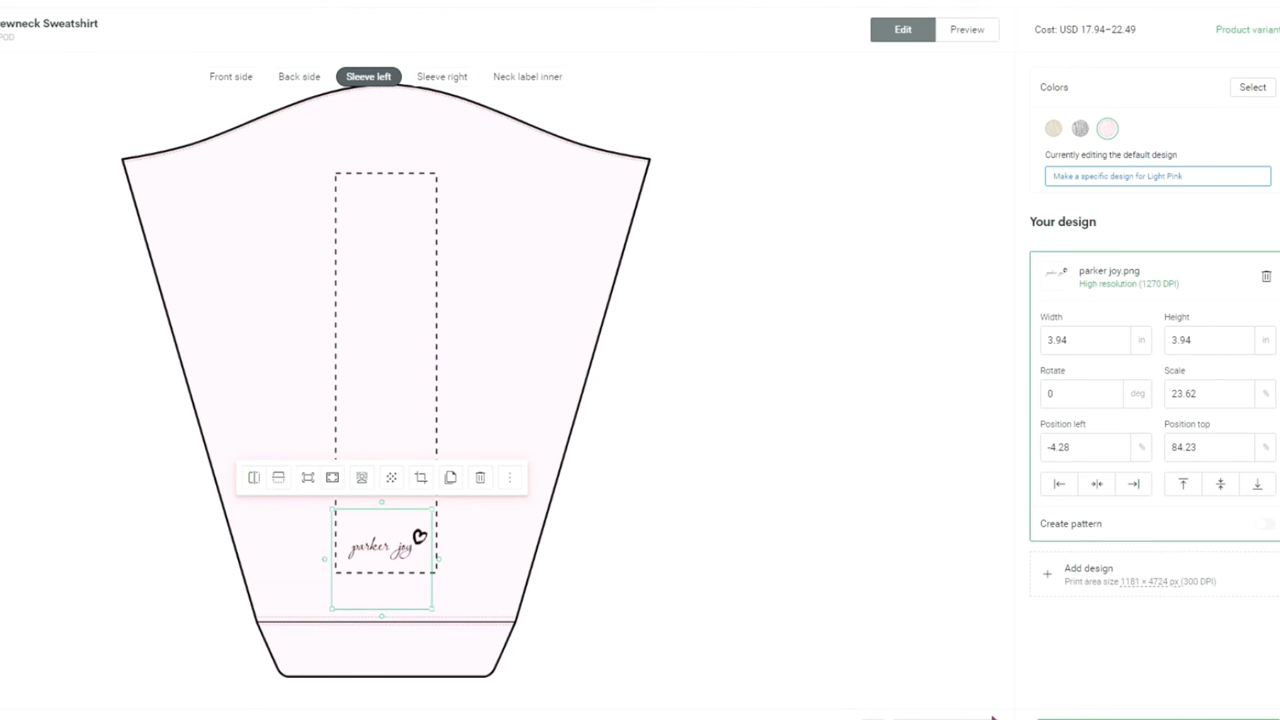 ewneck Sweatshirt
POD
Edit
Preview
Cost: USD 17.94–22.49
Product variant
Front side
Back side
Sleeve left
Sleeve right
Neck label inner
Colors
Select
Currently editing the default design
Make a specific design for Light Pink
Your design
parker joy.png
High resolution (1270 DPI)
Width
Height
3.94
in
3.94
in
Rotate
Scale
0
deg
23.62
%
Position left
Position top
-4.28
%
84.23
%
Create pattern
Add design
Print area size 1181 × 4724 px (300 DPI)
parker joy